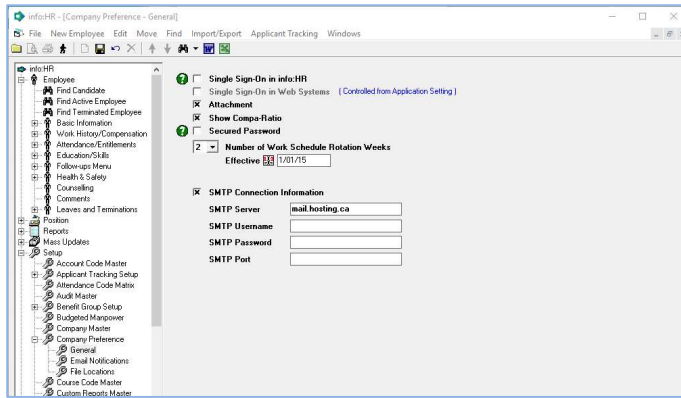 info:HR - [Company Preference - General]
File New Employee Edit Move Find Import/Export Applicant Tracking Windows
info:HR
Employee
Find Candidate
Find Active Employee
Find Terminated Employee
Basic Information
Work History/Compensation
Attendance/Entitlements
Education/Skills
Follow-ups Menu
Health & Safety
Counselling
Comments
Leaves and Terminations
Position
Reports
Mass Updates
Setup
Account Code Master
Applicant Tracking Setup
Attendance Code Matrix
Audit Master
Benefit Group Setup
Budgeted Manpower
Company Master
Company Preference
General
Email Notifications
File Locations
Course Code Master
Custom Reports Master
Single Sign-On in info:HR
Single Sign-On in Web Systems (Controlled from Application Setting)
Attachment
Show Compa-Ratio
Secured Password
2 Number of Work Schedule Rotation Weeks
Effective 1/01/15
SMTP Connection Information
SMTP Server mail.hosting.ca
SMTP Username
SMTP Password
SMTP Port